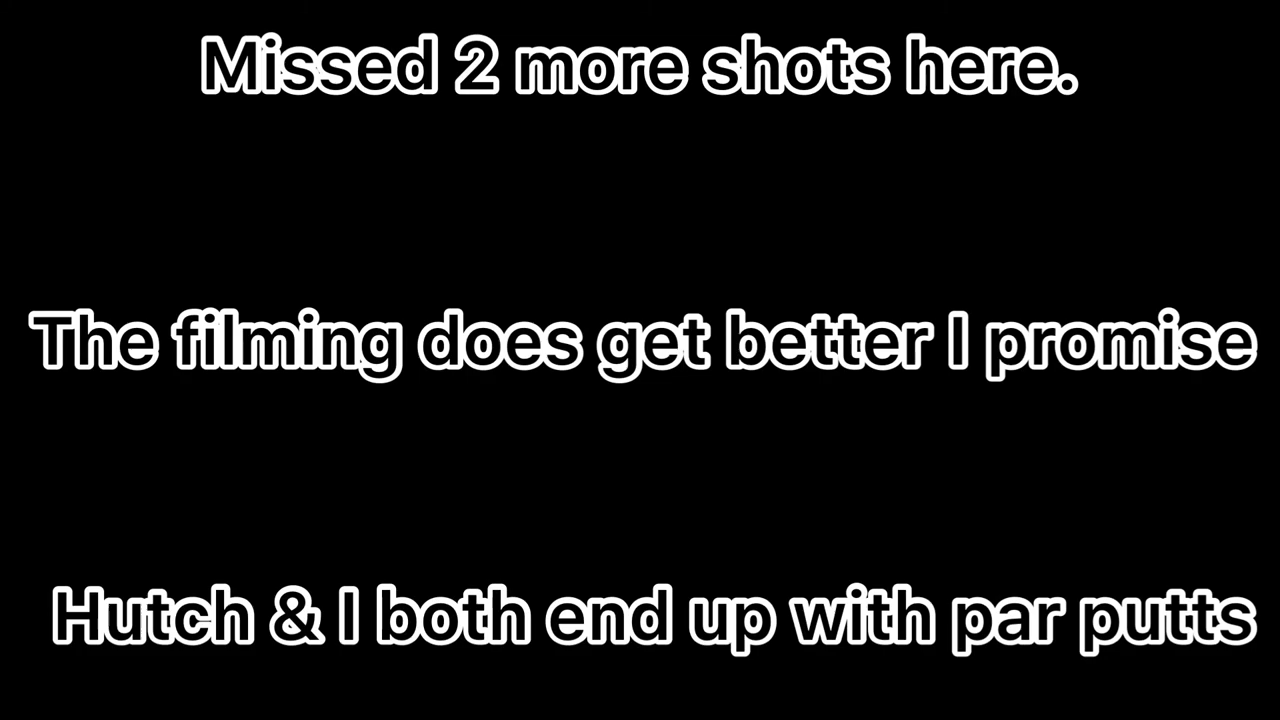 Missed 2 more shots here.
The filming does get better I promise
Hutch & I both end up with par putts